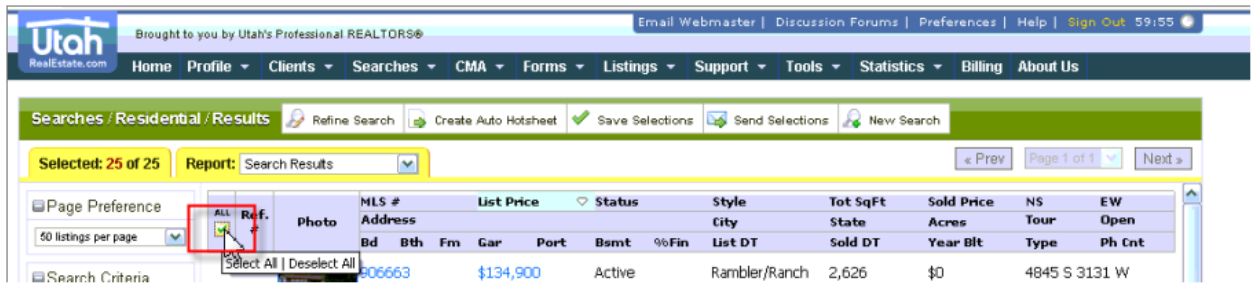 Email Webmaster | Discussion Forums | Preferences | Help | Sign Out 59:55
Utah
RealEstate.com
Brought to you by Utah's Professional REALTORS®
Home Profile Clients Searches CMA Forms Listings Support Tools Statistics Billing About Us
Searches / Residential / Results Refine Search Create Auto Hotsheet Save Selections Send Selections New Search
Selected: 25 of 25 Report: Search Results « Prev Page 1 of 1 Next »
Page Preference
50 listings per page
Search Criteria
ALL Ref. # Photo MLS # List Price Status Style Tot SqFt Sold Price NS EW
Address City State Acres Tour Open
Bd Bth Fm Gar Port Bsmt %Fin List DT Sold DT Year Blt Type Ph Cnt
Select All | Deselect All
906663 $134,900 Active Rambler/Ranch 2,626 $0 4845 S 3131 W